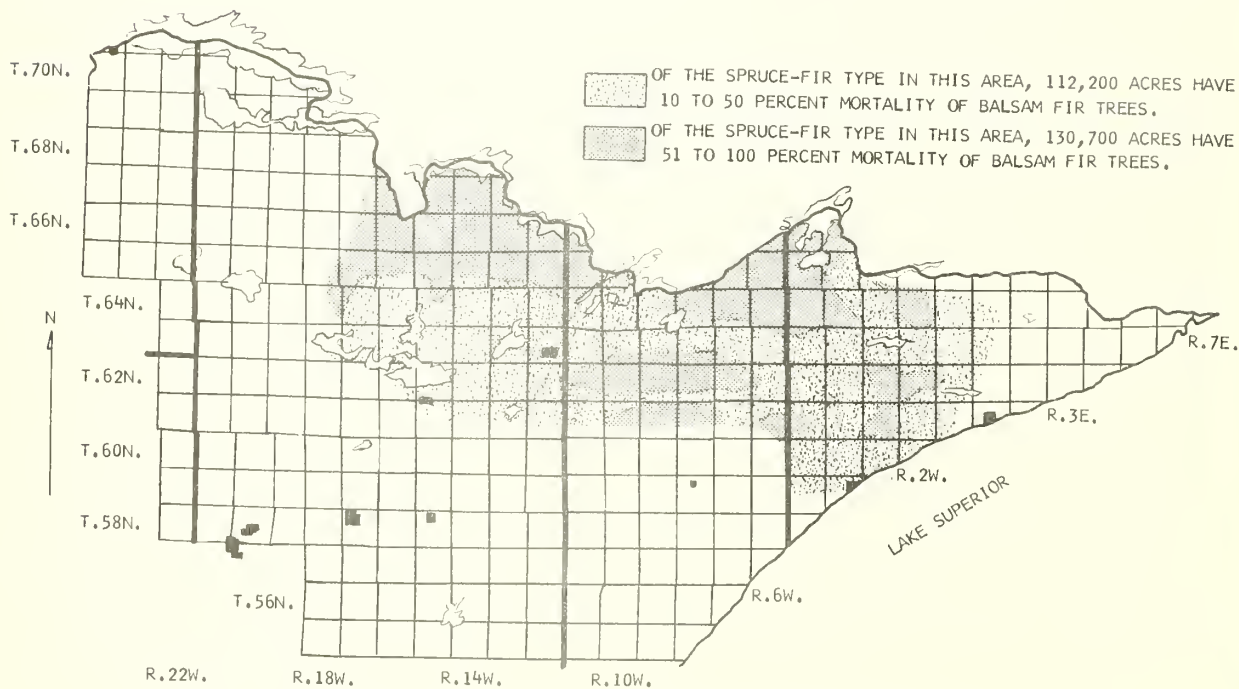 T.70N.
OF THE SPRUCE-FIR TYPE IN THIS AREA, 112,200 ACRES HAVE
10 TO 50 PERCENT MORTALITY OF BALSAM FIR TREES.
OF THE SPRUCE-FIR TYPE IN THIS AREA, 130,700 ACRES HAVE
51 TO 100 PERCENT MORTALITY OF BALSAM FIR TREES.
T.68N.
T.66N.
T.64N.
N
R.7E.
T.62N.
R.3E.
T.60N.
R.2W.
T.58N.
LAKE SUPERIOR
T.56N.
R.6W.
R.22W.
R.18W.
R.14W.
R.10W.